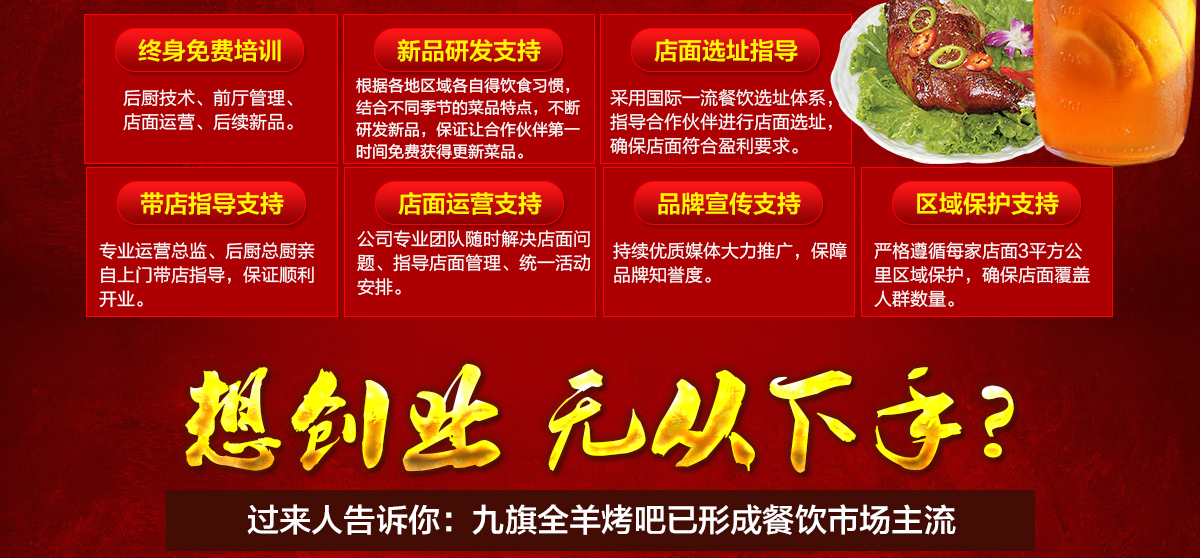 终身免费培训
后厨技术、前厅管理、
店面运营、后续新品。
新品研发支持
根据各地区域各自得饮食习惯，
结合不同季节的菜品特点，不断
研发新品，保证让合作伙伴第一
时间免费获得更新菜品。
店面选址指导
采用国际一流餐饮选址体系，
指导合作伙伴进行店面选址，
确保店面符合盈利要求。
带店指导支持
专业运营总监、后厨总厨亲
自上门带店指导，保证顺利
开业。
店面运营支持
公司专业团队随时解决店面问
题、指导店面管理、统一活动
安排。
品牌宣传支持
持续优质媒体大力推广，保障
品牌知誉度。
区域保护支持
严格遵循每家店面3平方公
里区域保护，确保店面覆盖
人群数量。
想创业 无从下手?
过来人告诉你：九旗全羊烤吧已形成餐饮市场主流